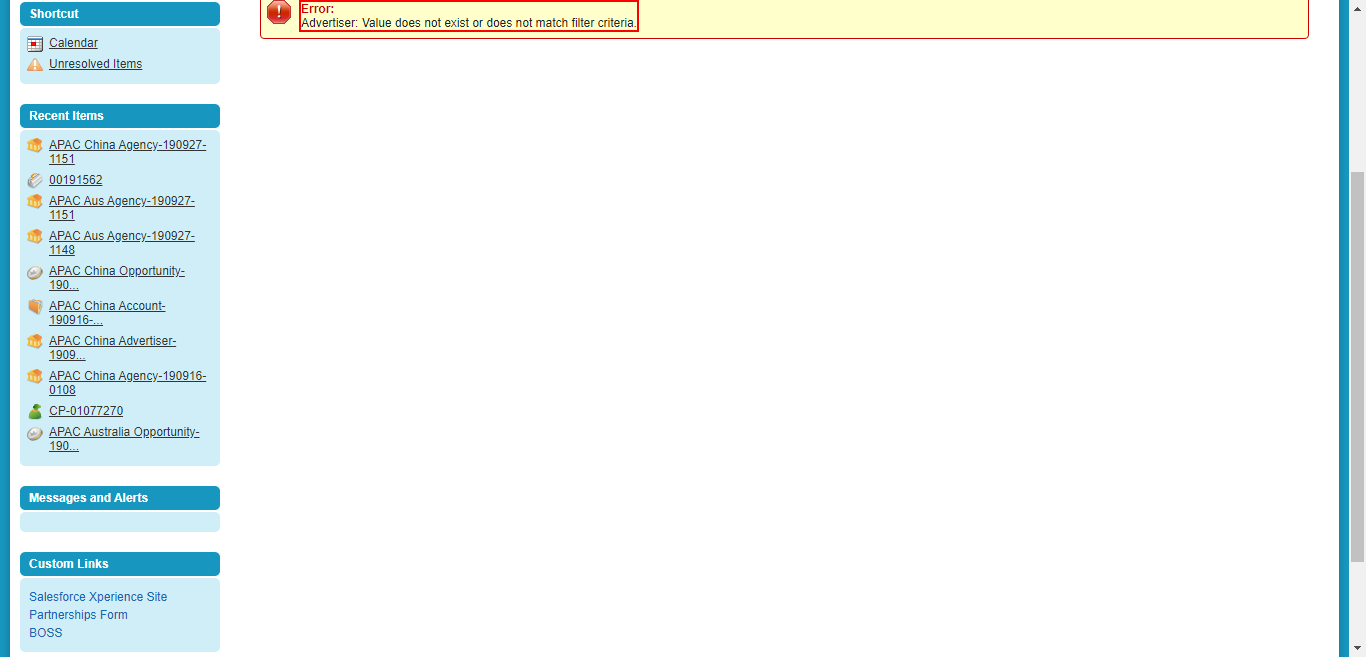 Shortcut
Calendar
Unresolved Items
Recent Items
APAC China Agency-190927-
1151
00191562
APAC Aus Agency-190927-
1151
APAC Aus Agency-190927-
1148
APAC China Opportunity-
190...
APAC China Account-
190916-...
APAC China Advertiser-
1909...
APAC China Agency-190916-
0108
CP-01077270
APAC Australia Opportunity-
190...
Messages and Alerts
Custom Links
Salesforce Xperience Site
Partnerships Form
BOSS
Error:
Advertiser: Value does not exist or does not match filter criteria.